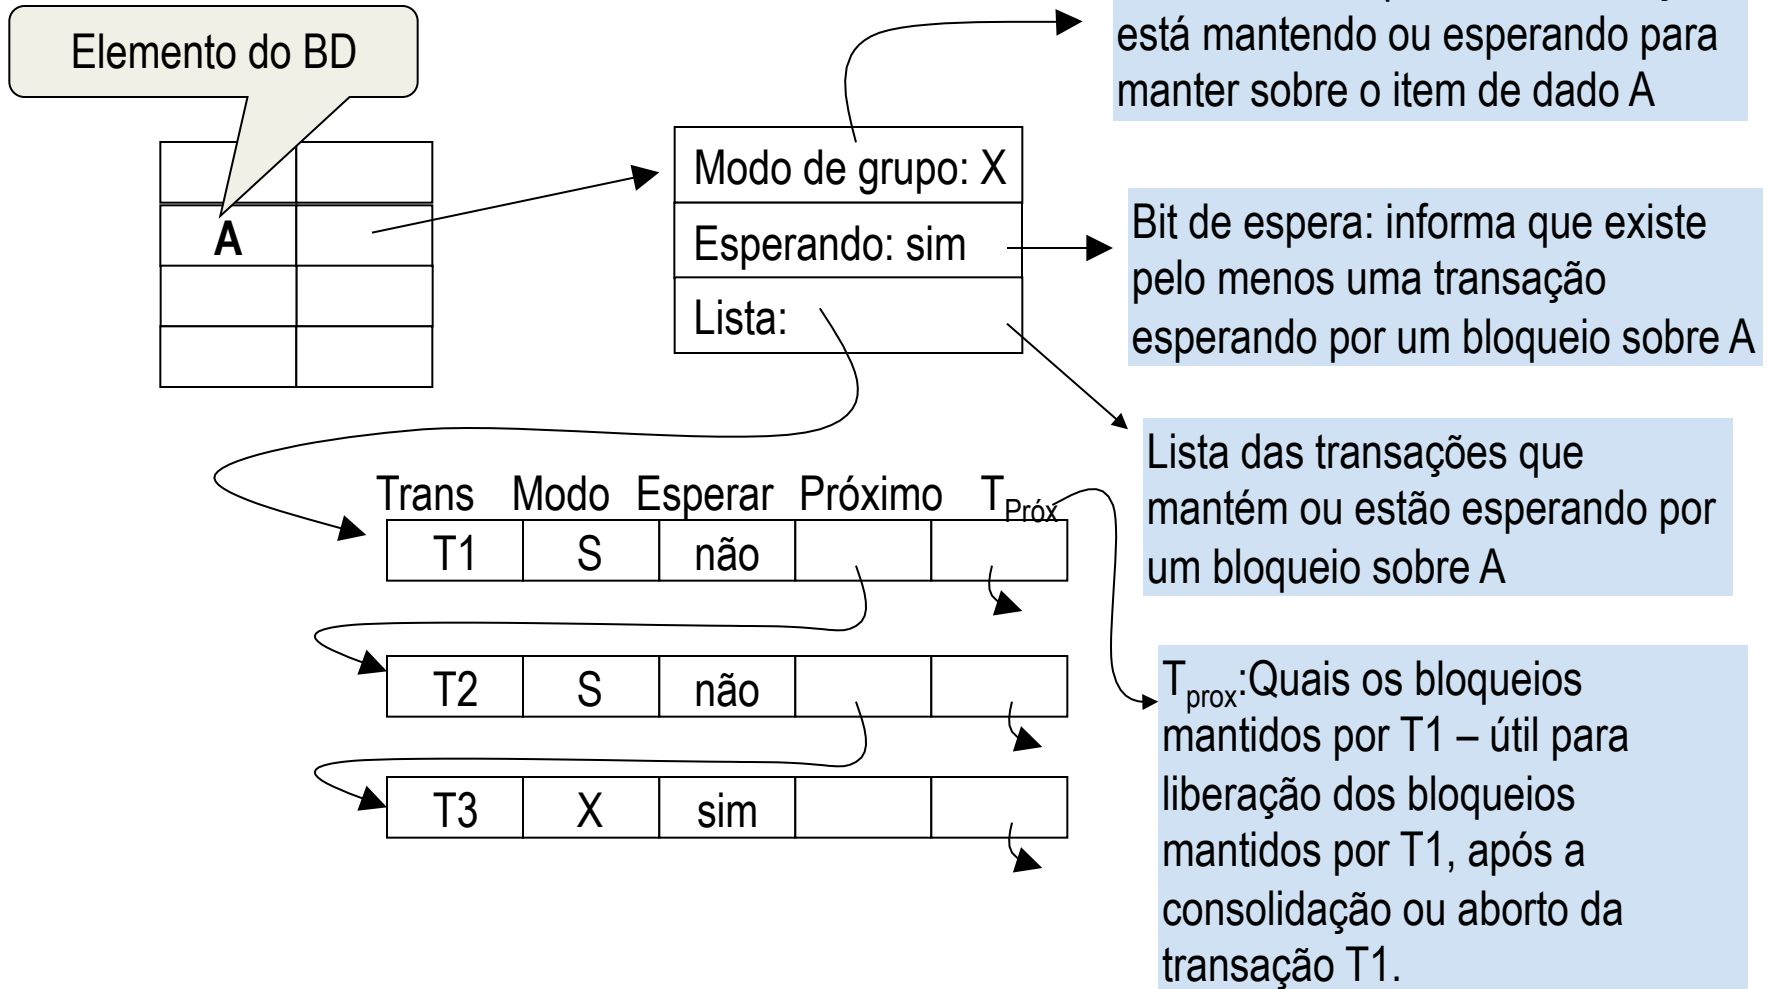 está mantendo ou esperando para
manter sobre o item de dado A
Elemento do BD
A
Modo de grupo: X
Esperando: sim
Lista:
Bit de espera: informa que existe
pelo menos uma transação
esperando por um bloqueio sobre A
Lista das transações que
mantém ou estão esperando por
um bloqueio sobre A
Trans Modo Esperar Próximo TPróx
T1 S não
T2 S não
T3 X sim
Tprox:Quais os bloqueios
mantidos por T1 – útil para
liberação dos bloqueios
mantidos por T1, após a
consolidação ou aborto da
transação T1.